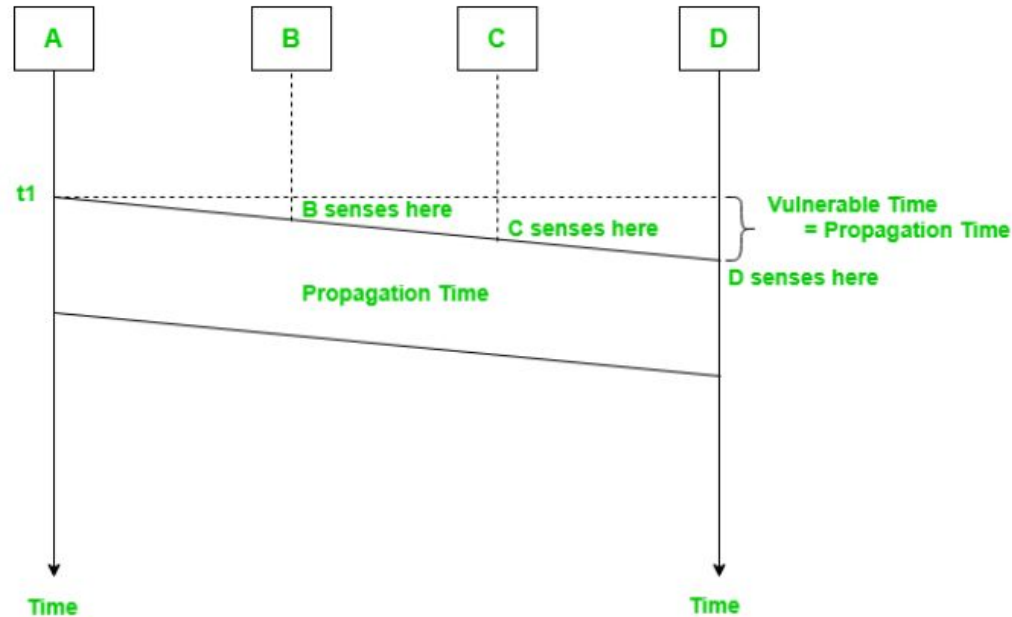 A
B
C
D
t1
B senses here
C senses here
Vulnerable Time
= Propagation Time
D senses here
Propagation Time
Time
Time